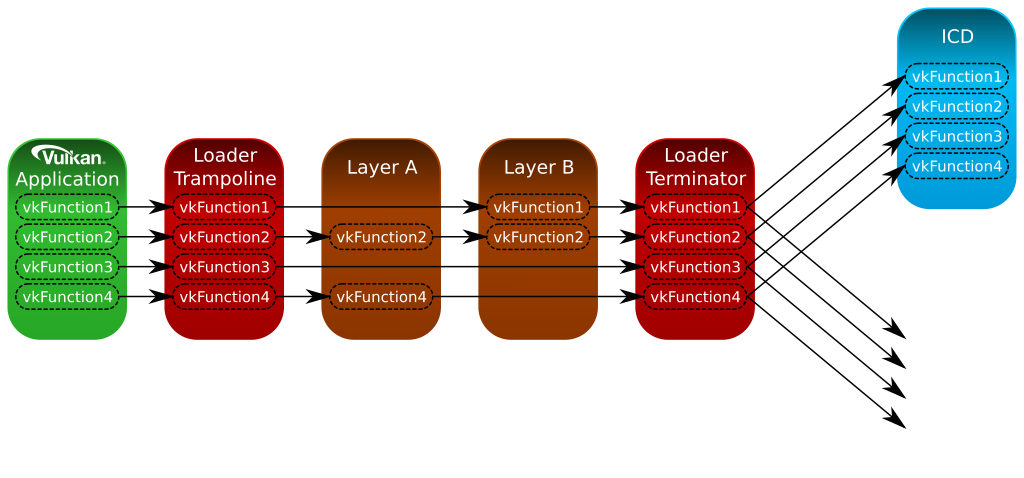 Vulkan
Application
vkFunction1
vkFunction2
vkFunction3
vkFunction4
Loader
Trampoline
vkFunction1
vkFunction2
vkFunction3
vkFunction4
Layer A
vkFunction2
vkFunction4
Layer B
vkFunction1
vkFunction2
Loader
Terminator
vkFunction1
vkFunction2
vkFunction3
vkFunction4
ICD
vkFunction1
vkFunction2
vkFunction3
vkFunction4